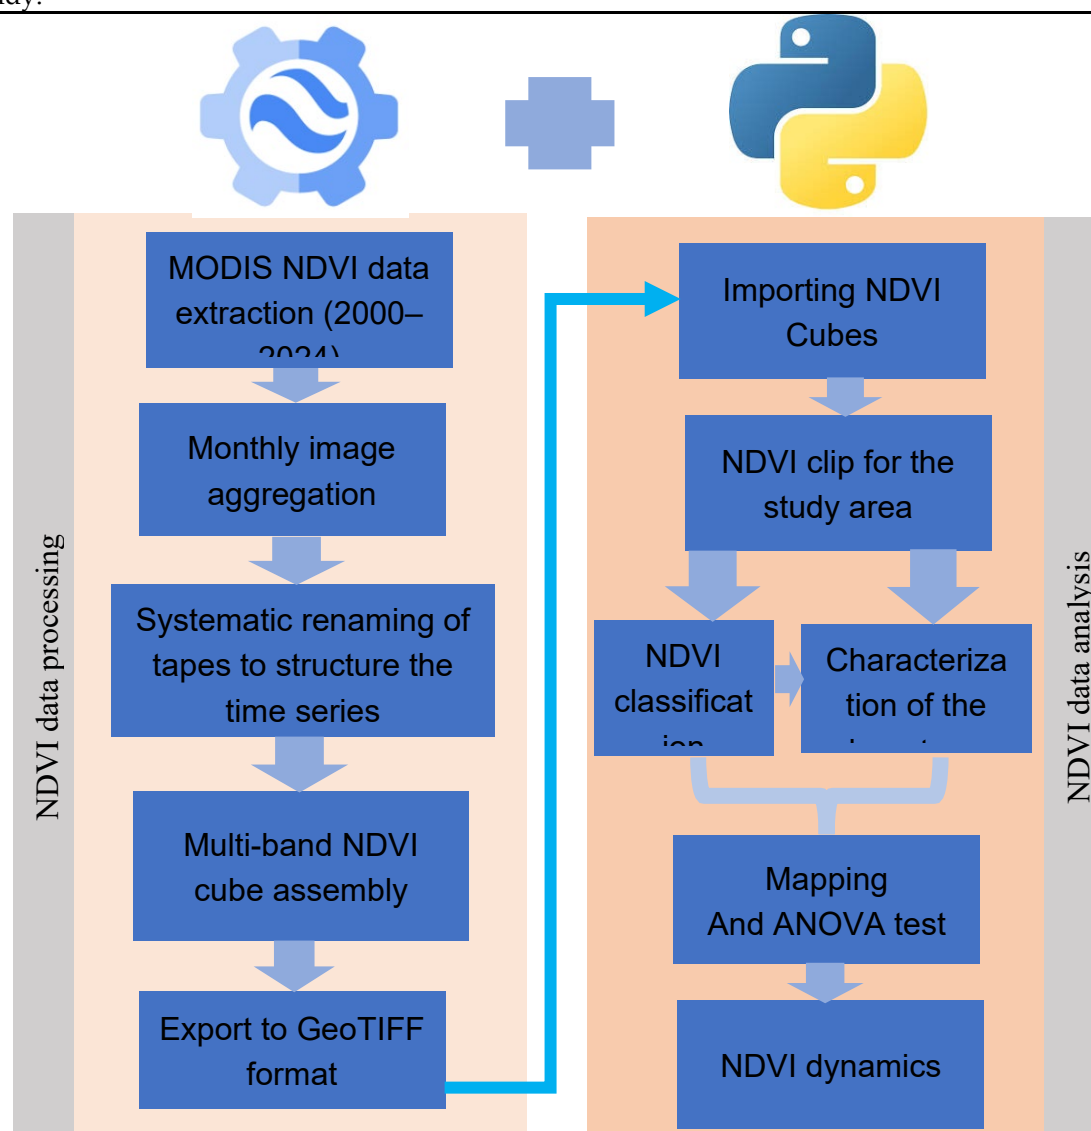 NDVI data processing
MODIS NDVI data
extraction (2000–
2024)
Monthly image
aggregation
Systematic renaming of
tapes to structure the
time series
Multi-band NDVI
cube assembly
Export to GeoTIFF
format
Importing NDVI
Cubes
NDVI clip for the
study area
NDVI
classificat
ion
Characteriza
tion of the
Mapping
And ANOVA test
NDVI dynamics
NDVI data analysis